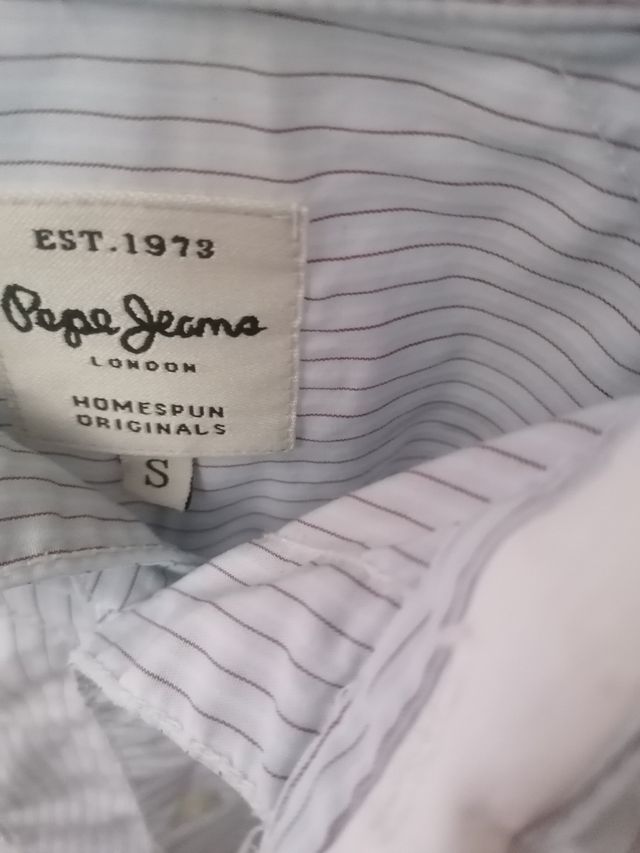 EST.1973
Pepe Jeans
LONDON
HOMESPUN
ORIGINALS
S